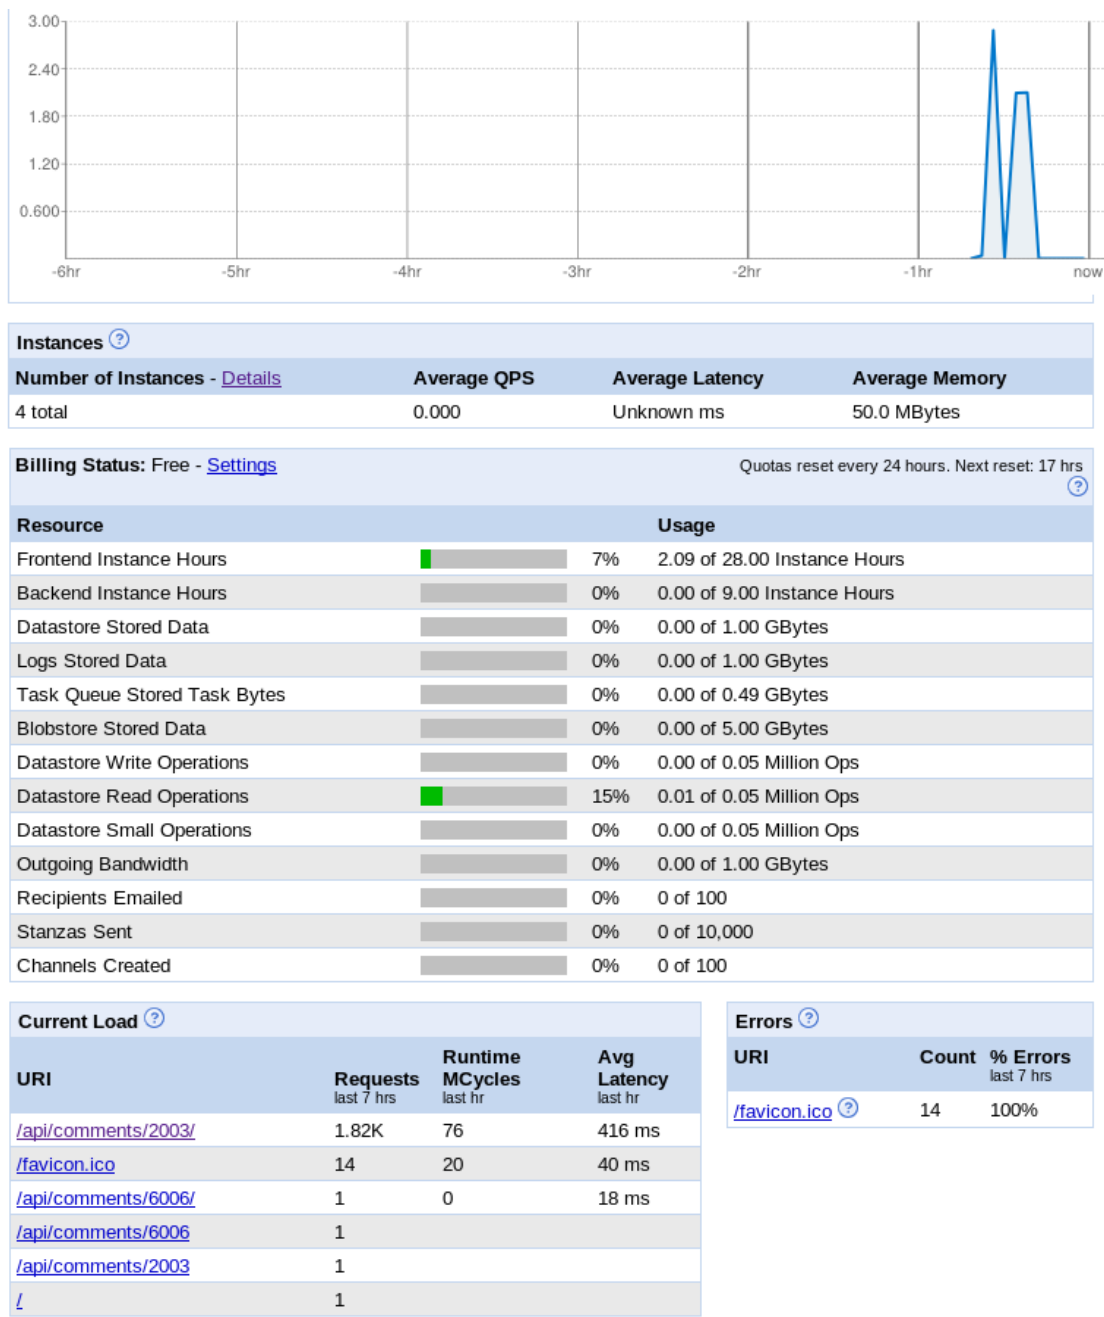 3.00
2.40
1.80
1.20
0.600
-6hr -5hr -4hr -3hr -2hr -1hr now
Instances ?
Number of Instances - Details Average QPS Average Latency Average Memory
4 total 0.000 Unknown ms 50.0 MBytes
Billing Status: Free - Settings Quotas reset every 24 hours. Next reset: 17 hrs
?
Resource Usage
Frontend Instance Hours 7% 2.09 of 28.00 Instance Hours
Backend Instance Hours 0% 0.00 of 9.00 Instance Hours
Datastore Stored Data 0% 0.00 of 1.00 GBytes
Logs Stored Data 0% 0.00 of 1.00 GBytes
Task Queue Stored Task Bytes 0% 0.00 of 0.49 GBytes
Blobstore Stored Data 0% 0.00 of 5.00 GBytes
Datastore Write Operations 0% 0.00 of 0.05 Million Ops
Datastore Read Operations 15% 0.01 of 0.05 Million Ops
Datastore Small Operations 0% 0.00 of 0.05 Million Ops
Outgoing Bandwidth 0% 0.00 of 1.00 GBytes
Recipients Emailed 0% 0 of 100
Stanzas Sent 0% 0 of 10,000
Channels Created 0% 0 of 100
Current Load ?
URI Requests last 7 hrs Runtime MCycles last hr Avg Latency last hr
/api/comments/2003/ 1.82K 76 416 ms
/favicon.ico 14 20 40 ms
/api/comments/6006/ 1 0 18 ms
/api/comments/6006 1
/api/comments/2003 1
/ 1
Errors ?
URI Count % Errors last 7 hrs
/favicon.ico ? 14 100%